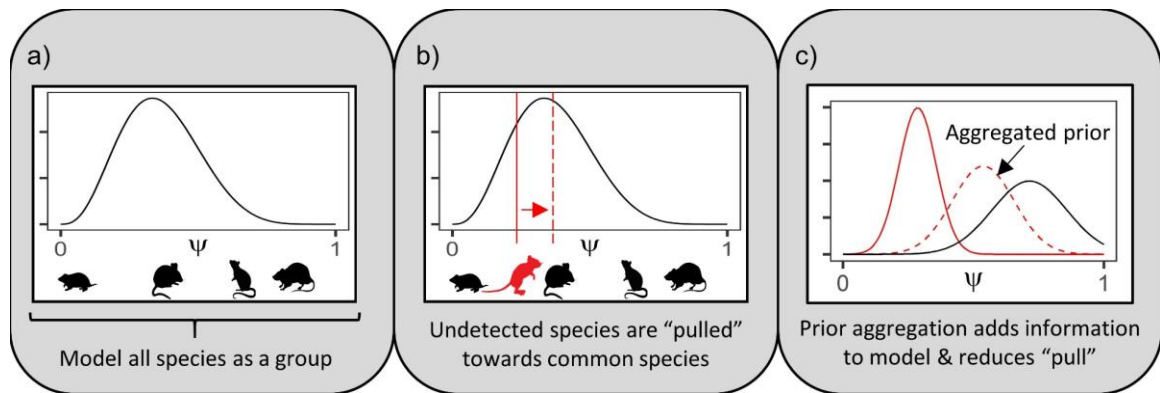 a)
0
ψ
1
Model all species as a group
b)
0
ψ
1
Undetected species are "pulled"
towards common species
c)
Aggregated prior
0
ψ
1
Prior aggregation adds information
to model & reduces "pull"